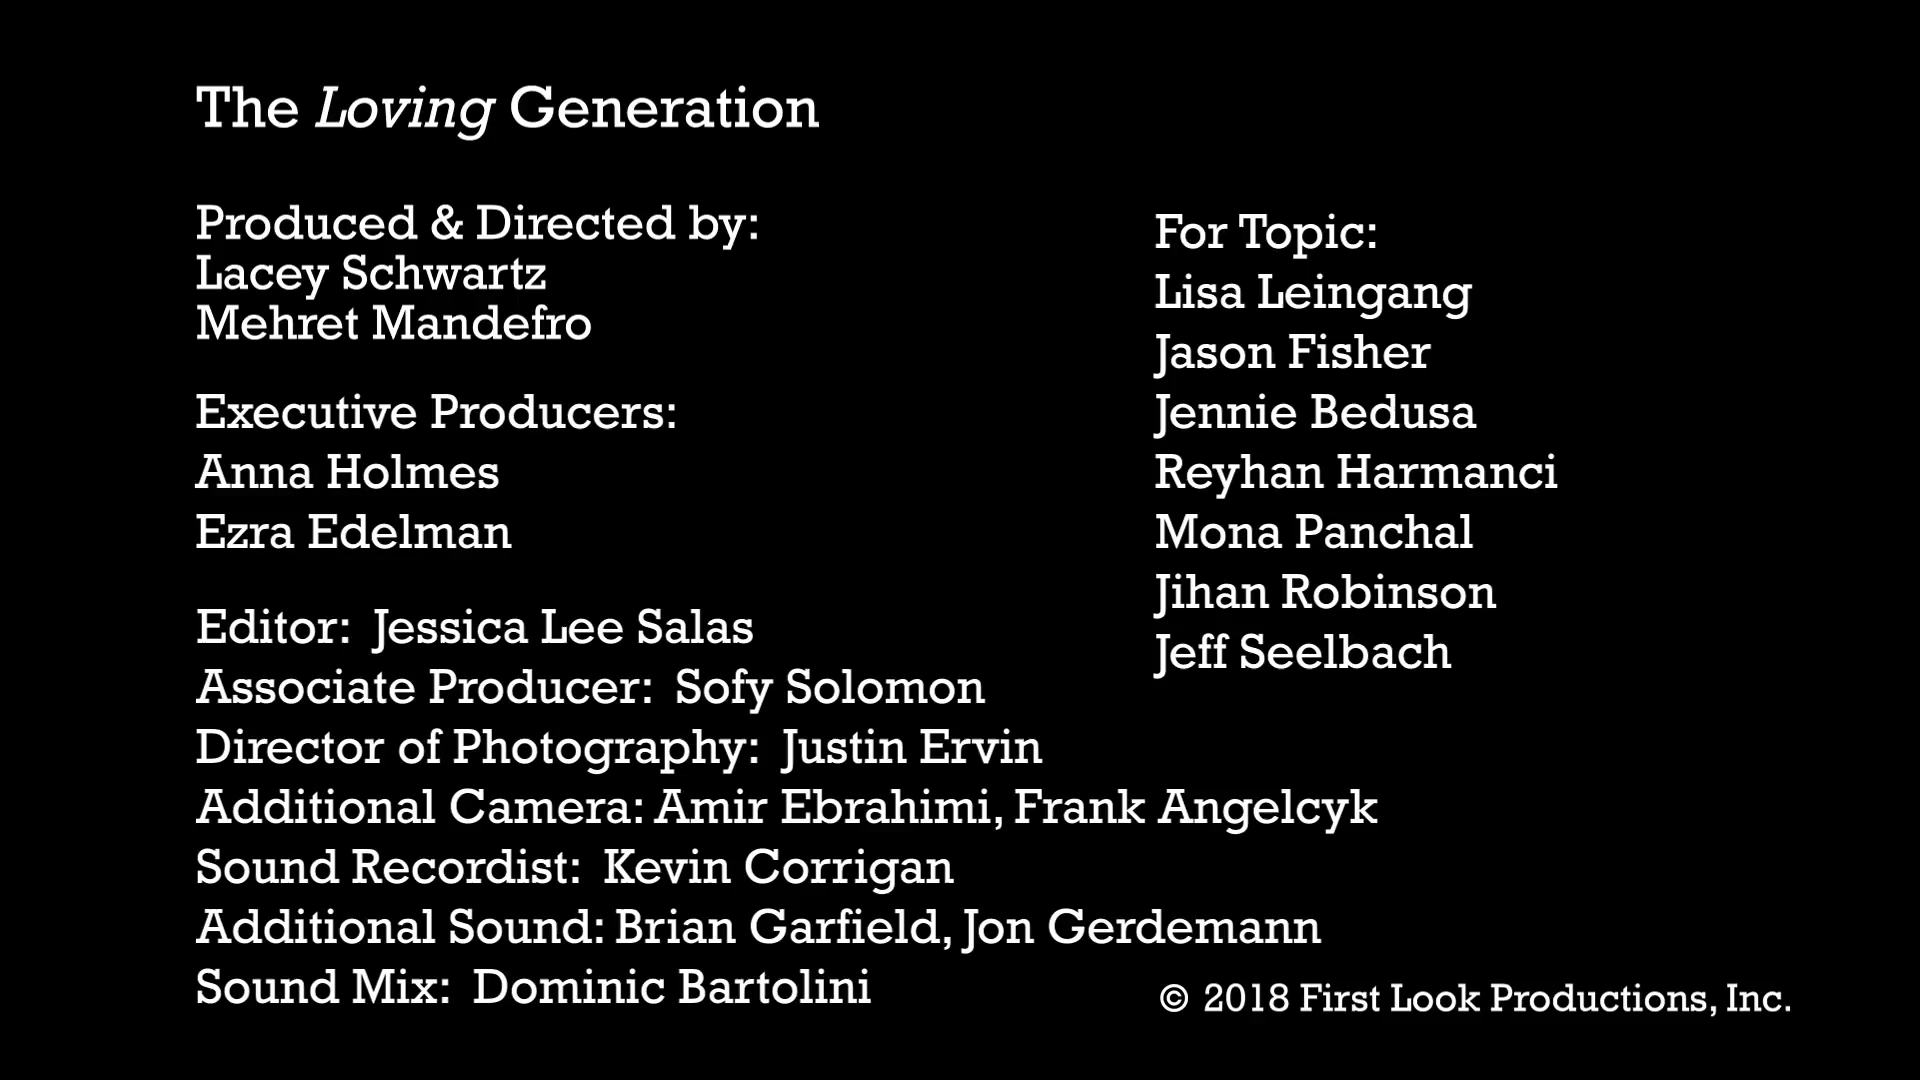 The Loving Generation
Produced & Directed by:
Lacey Schwartz
Mehret Mandefro
Executive Producers:
Anna Holmes
Ezra Edelman
Editor: Jessica Lee Salas
Associate Producer: Sofy Solomon
Director of Photography: Justin Ervin
Additional Camera: Amir Ebrahimi, Frank Angelcyk
Sound Recordist: Kevin Corrigan
Additional Sound: Brian Garfield, Jon Gerdemann
Sound Mix: Dominic Bartolini
For Topic:
Lisa Leingang
Jason Fisher
Jennie Bedusa
Reyhan Harmanci
Mona Panchal
Jihan Robinson
Jeff Seelbach
© 2018 First Look Productions, Inc.